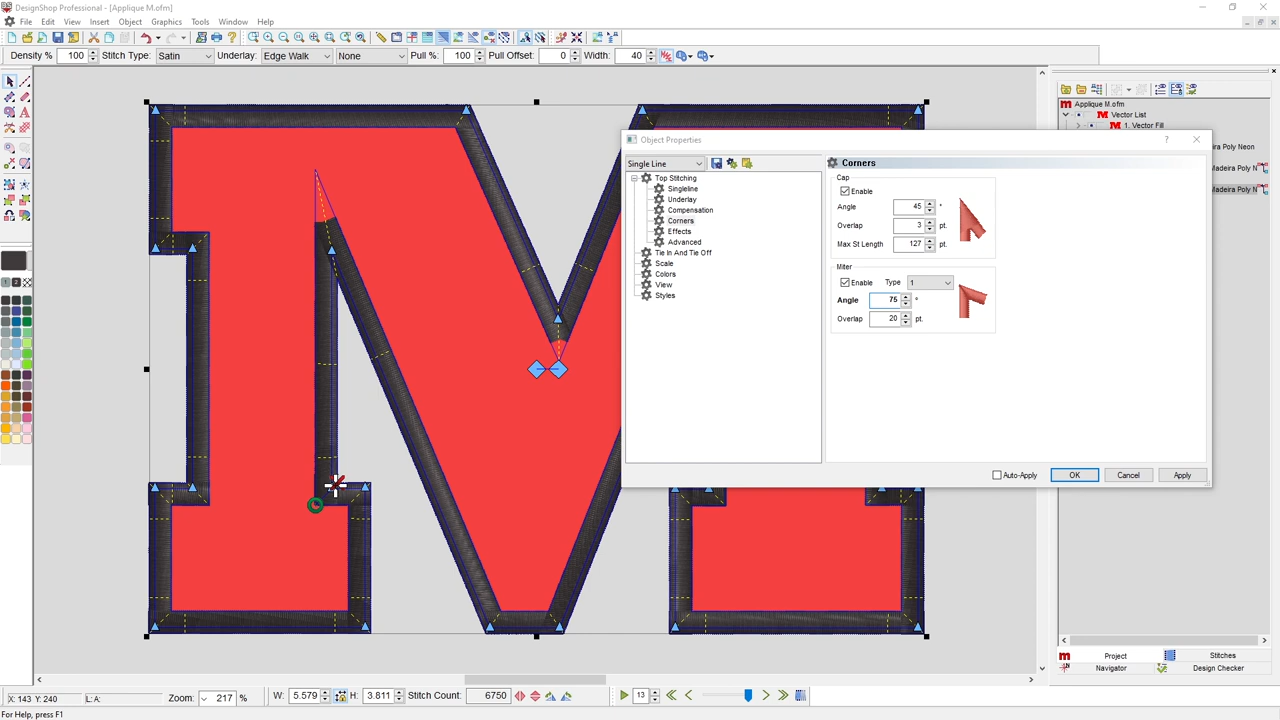 DesignShop Professional - [Applique M.ofm]
File Edit View Insert Object Graphics Tools Window Help
Density % 100 Stitch Type: Satin Underlay: Edge Walk None Pull % 100 Pull Offset: 0 Width: 40
Object Properties
Single Line
Top Stitching
Singleline
Underlay
Compensation
Corners
Effects
Advanced
Tie In And Tie Off
Scale
Colors
View
Styles
Corners
Cap
Enable
Angle 45 °
Overlap 3 pt.
Max St Length 127 pt.
Miter
Enable Type 1
Angle 75 °
Overlap 20 pt.
Auto-Apply OK Cancel Apply
Applique M.ofm
Vector List
1. Vector Fill
eira Poly Neon
adeira Poly N
adeira Poly N
Project Stitches
Navigator Design Checker
X: 143 Y: 240 L: A: Zoom: 217 % W: 5.579 H: 3.811 Stitch Count: 6750 13
For Help, press F1